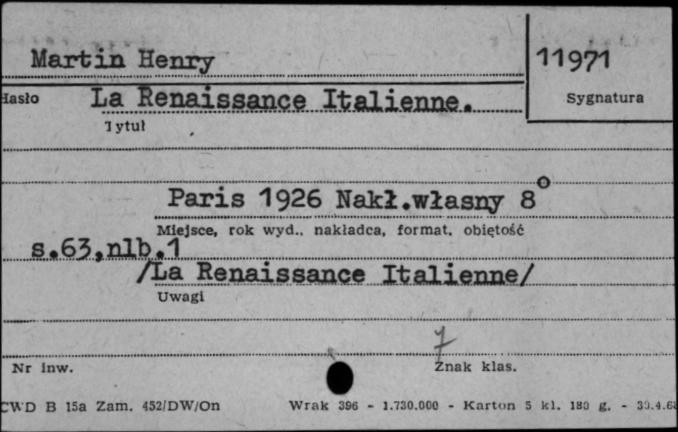 Martin Henry
11971
Hasło
La Renaissance Italienne.
Sygnatura
Tytuł
Paris 1926 Nakł.własny 8°
Miejsce, rok wyd., nakładca, format, objętość
s.63,nlb.1
/La Renaissance Italienne/
Uwagi
7
Nr inw.
Znak klas.
CWD B 15a Zam. 452/DW/On
Wrak 396 - 1.730.000 - Karton 5 kl. 180 g. -